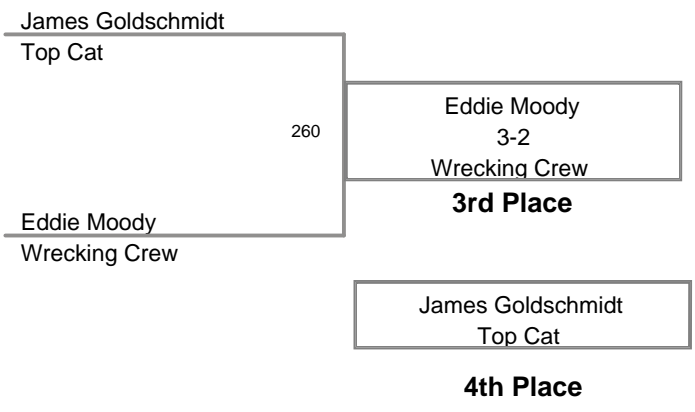 James Goldschmidt
Top Cat
260
Eddie Moody
3-2
Wrecking Crew
3rd Place
Eddie Moody
Wrecking Crew
James Goldschmidt
Top Cat
4th Place